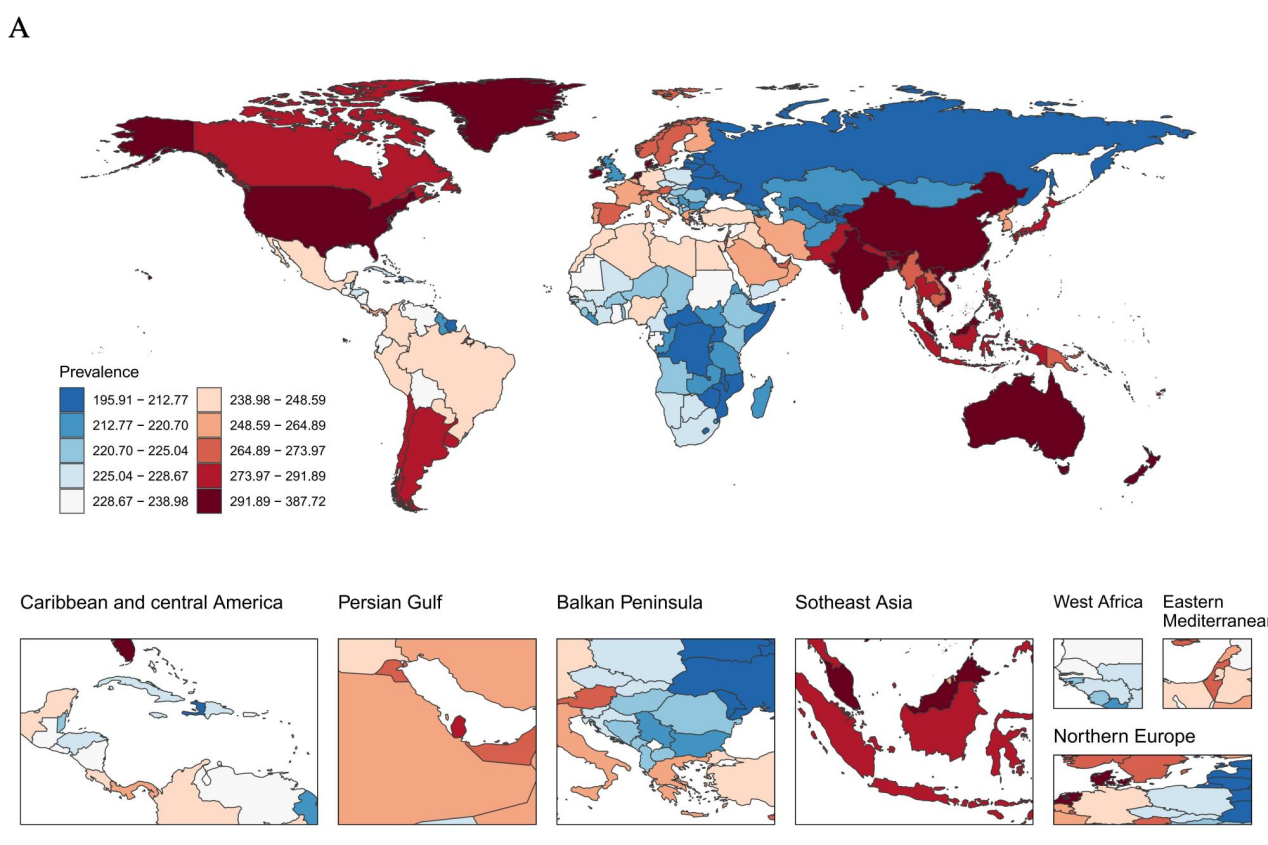 A
Prevalence
195.91 – 212.77
212.77 – 220.70
220.70 – 225.04
225.04 – 228.67
228.67 – 238.98
238.98 – 248.59
248.59 – 264.89
264.89 – 273.97
273.97 – 291.89
291.89 – 387.72
Caribbean and central America
Persian Gulf
Balkan Peninsula
Sotheast Asia
West Africa
Eastern
Mediterranear
Northern Europe